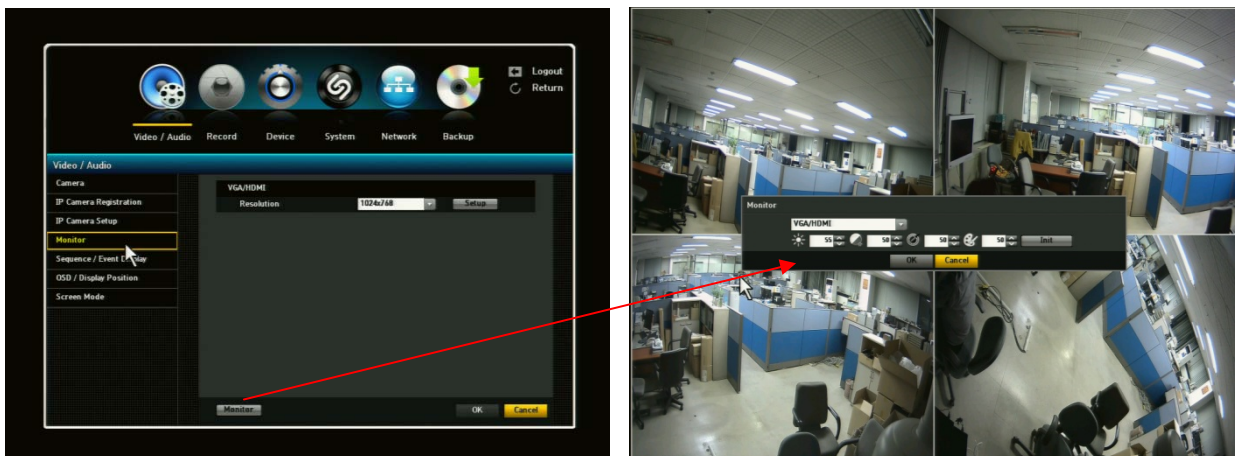 Logout
Return
Video / Audio Record Device System Network Backup
Video / Audio
Camera
IP Camera Registration
IP Camera Setup
Monitor
Sequence / Event Display
OSD / Display Position
Screen Mode
VGA/HDMI
Resolution 1024x768 Setup
Monitor OK Cancel
Monitor
VGA/HDMI
55 50 50 50 Init
OK Cancel